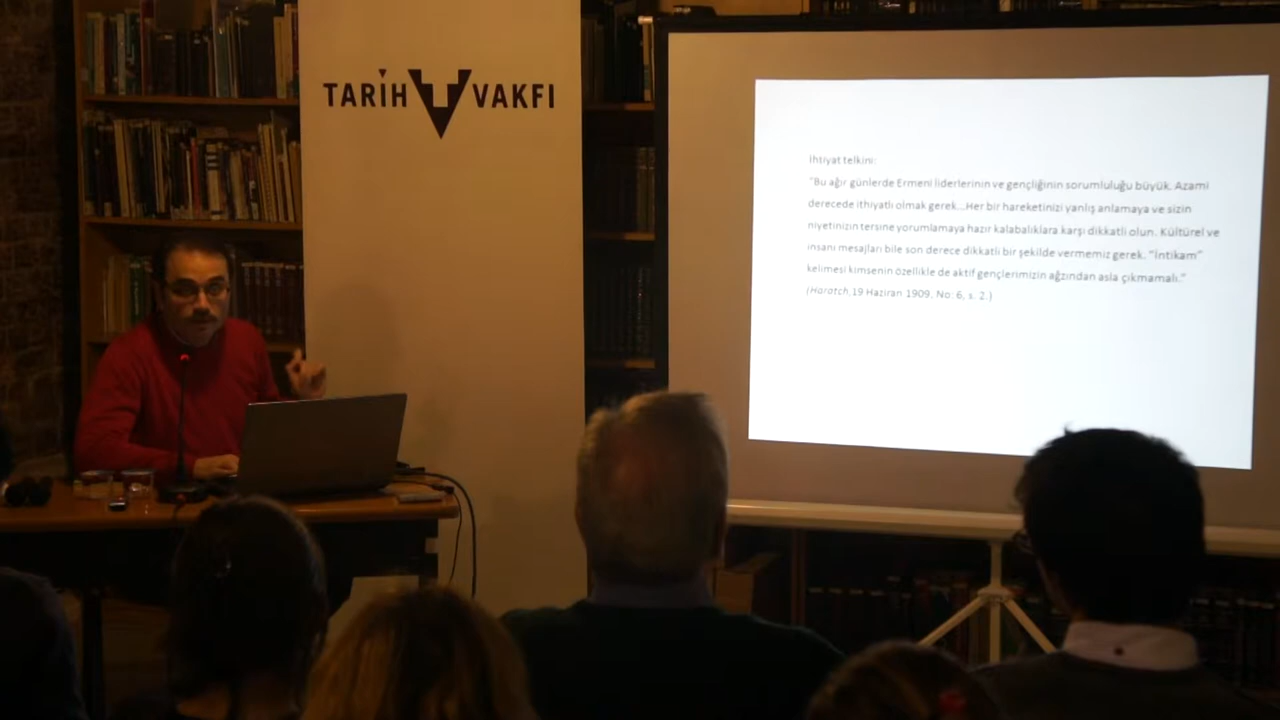 TARİH VAKFI
İhtiyat telkini:
"Bu ağır günlerde Ermeni liderlerinin ve gençliğinin sorumluluğu büyük. Azami
derecede ithiyatlı olmak gerek...Her bir hareketinizi yanlış anlamaya ve sizin
niyetinizin tersine yorumlamaya hazır kalabalıklara karşı dikkatli olun. Kültürel ve
insani mesajları bile son derece dikkatli bir şekilde vermemiz gerek. "İntikam"
kelimesi kimsenin özellikle de aktif gençlerimizin ağzından asla çıkmamalı."
(Haratch,19 Haziran 1909, No: 6, s. 2.)